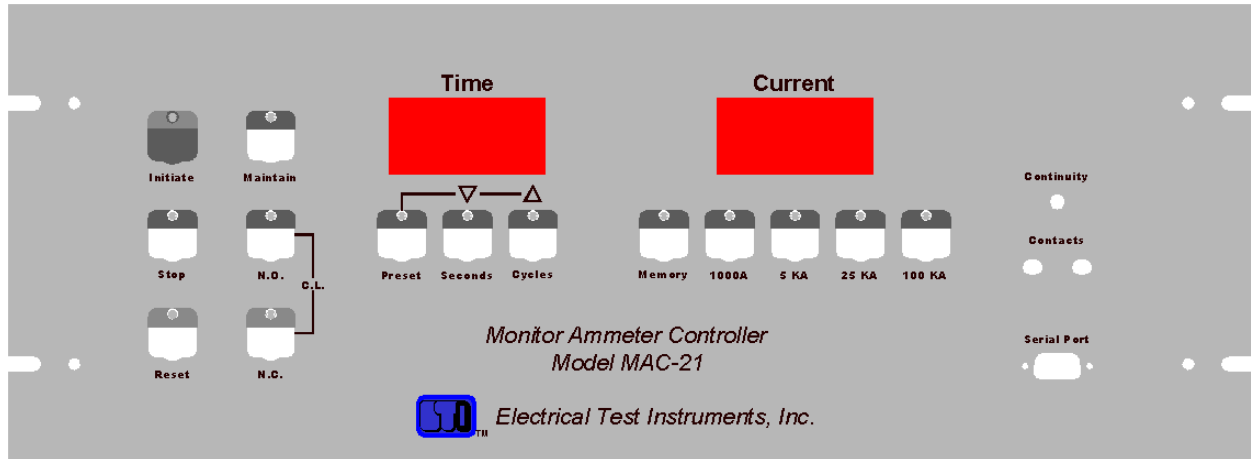 Time Current
Initiate Maintain
Continuity
Stop N.O. Preset Seconds Cycles Memory 1000A 5 KA 25 KA 100 KA Contacts
C.L.
Reset N.C. Monitor Ammeter Controller Serial Port
Model MAC-21
Electrical Test Instruments, Inc.
TM